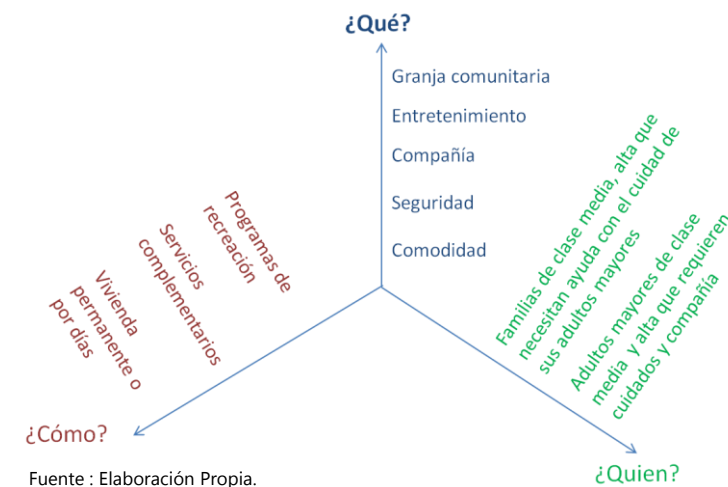 ¿Qué?
Granja comunitaria
Entretenimiento
Compañía
Seguridad
Comodidad
Programas de
recreación
Servicios
complementarios
Vivienda
permanente o
por días
¿Cómo?
Familias de clase media, alta que
necesitan ayuda con el cuidad de
sus adultos mayores
Adultos mayores de clase
media y alta que requieren
cuidados y compañía
¿Quien?
Fuente : Elaboración Propia.